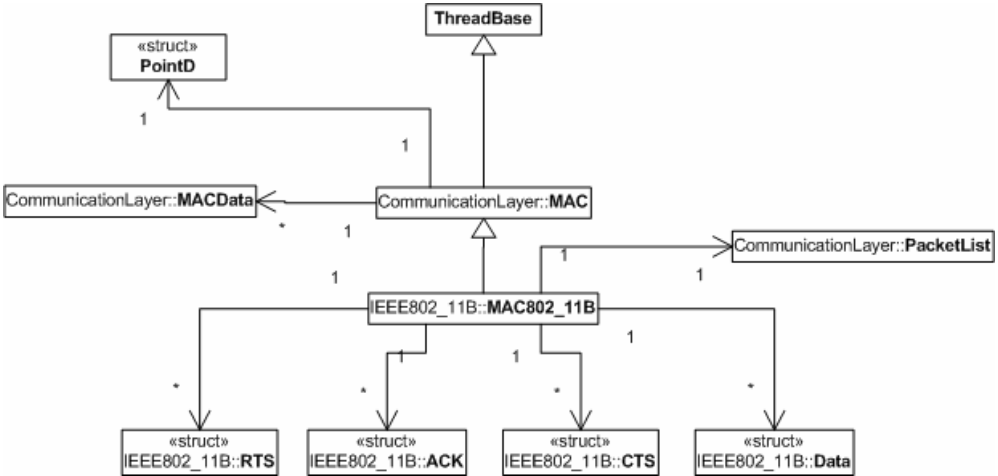 ThreadBase
«struct»
PointD
1
1
CommunicationLayer::MACData
CommunicationLayer::MAC
*
1
CommunicationLayer::PacketList
1
1
1
IEEE802_11B::MAC802_11B
1
1
1
*
*
*
*
«struct»
IEEE802_11B::RTS
«struct»
IEEE802_11B::ACK
«struct»
IEEE802_11B::CTS
«struct»
IEEE802_11B::Data